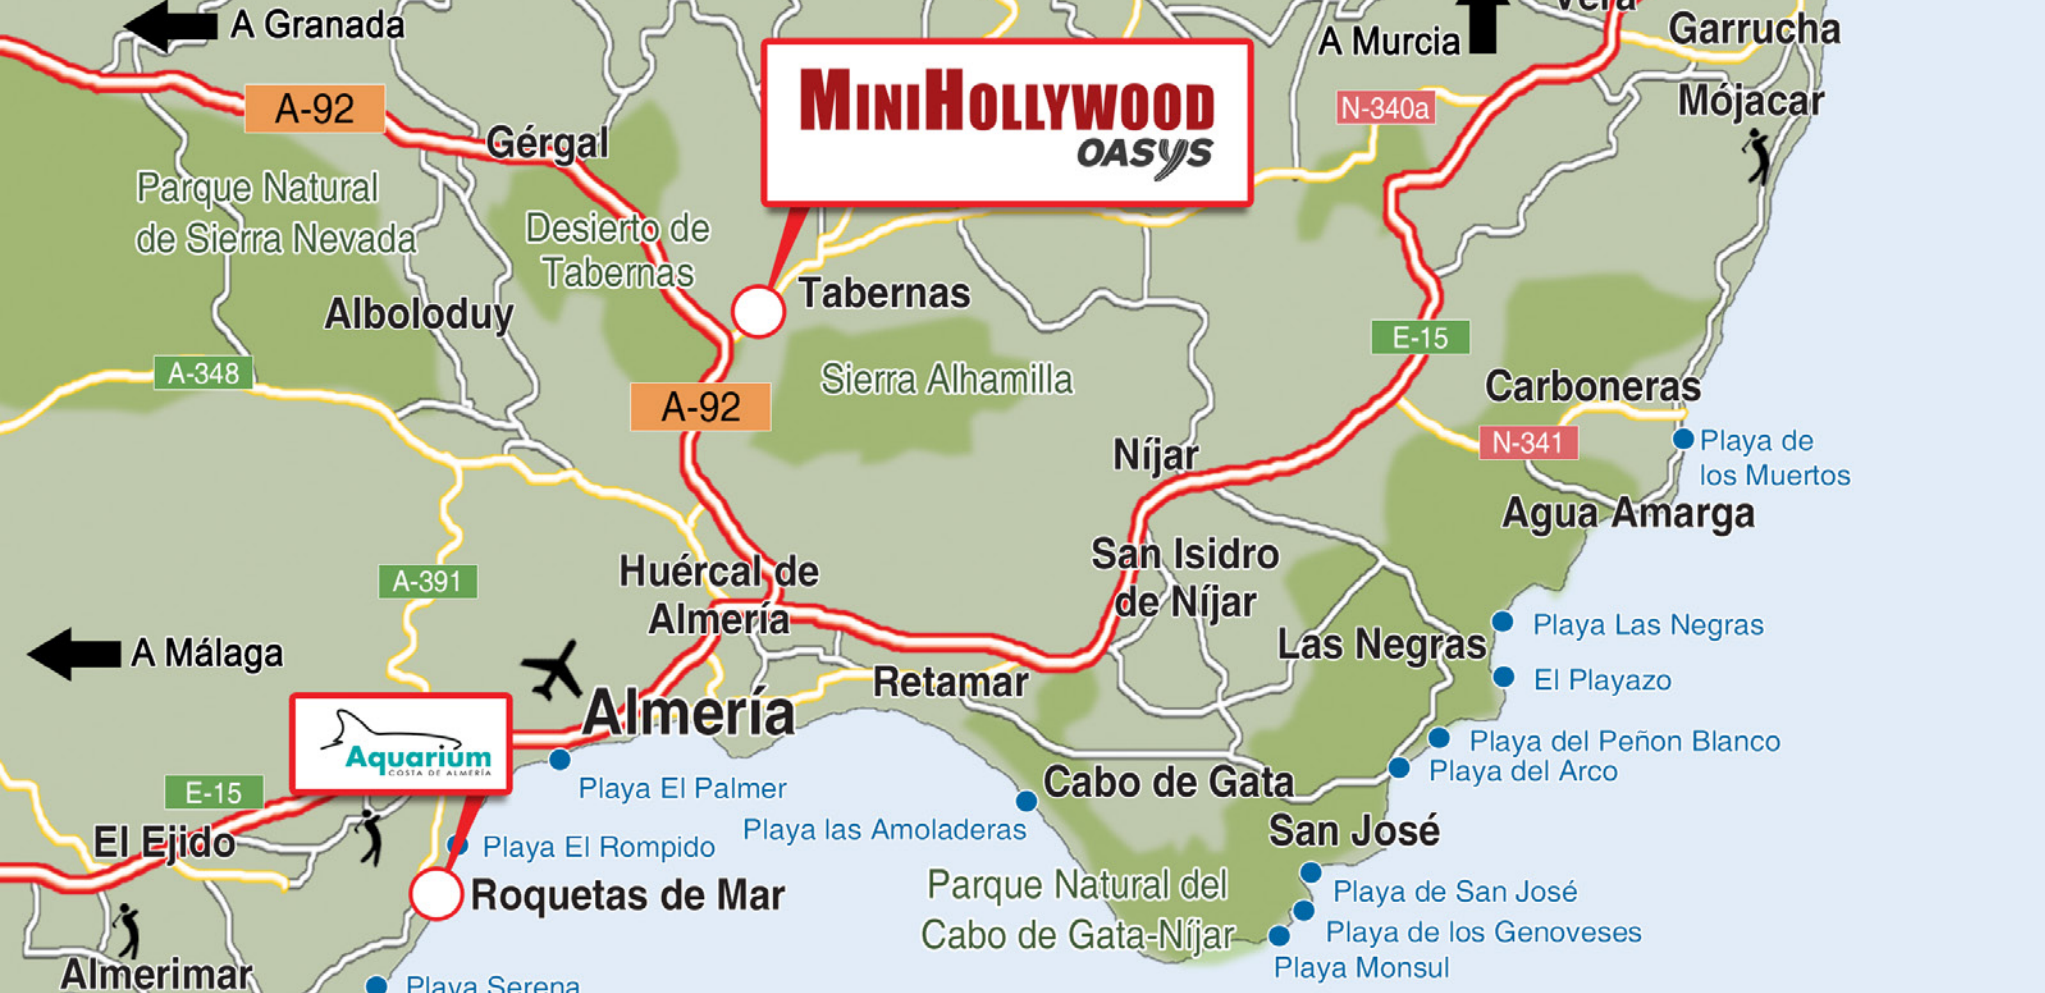 A Granada
A Murcia
Vera
Garrucha
A-92
MINIHOLLYWOOD
OASYS
N-340a
Mójacar
Gérgal
Parque Natural
de Sierra Nevada
Desierto de
Tabernas
Tabernas
Alboloduy
E-15
A-348
Sierra Alhamilla
Carboneras
A-92
N-341
Playa de
los Muertos
Níjar
Agua Amarga
San Isidro
de Níjar
Huércal de
Almería
A-391
Playa Las Negras
Las Negras
A Málaga
El Playazo
Retamar
Almería
Playa del Peñon Blanco
Aquarium
COSTA DE ALMERÍA
Playa del Arco
Cabo de Gata
Playa El Palmer
E-15
Playa las Amoladeras
San José
El Ejido
Playa El Rompido
Roquetas de Mar
Parque Natural del
Cabo de Gata-Níjar
Playa de San José
Playa de los Genoveses
Playa Monsul
Almerimar
Playa Serena